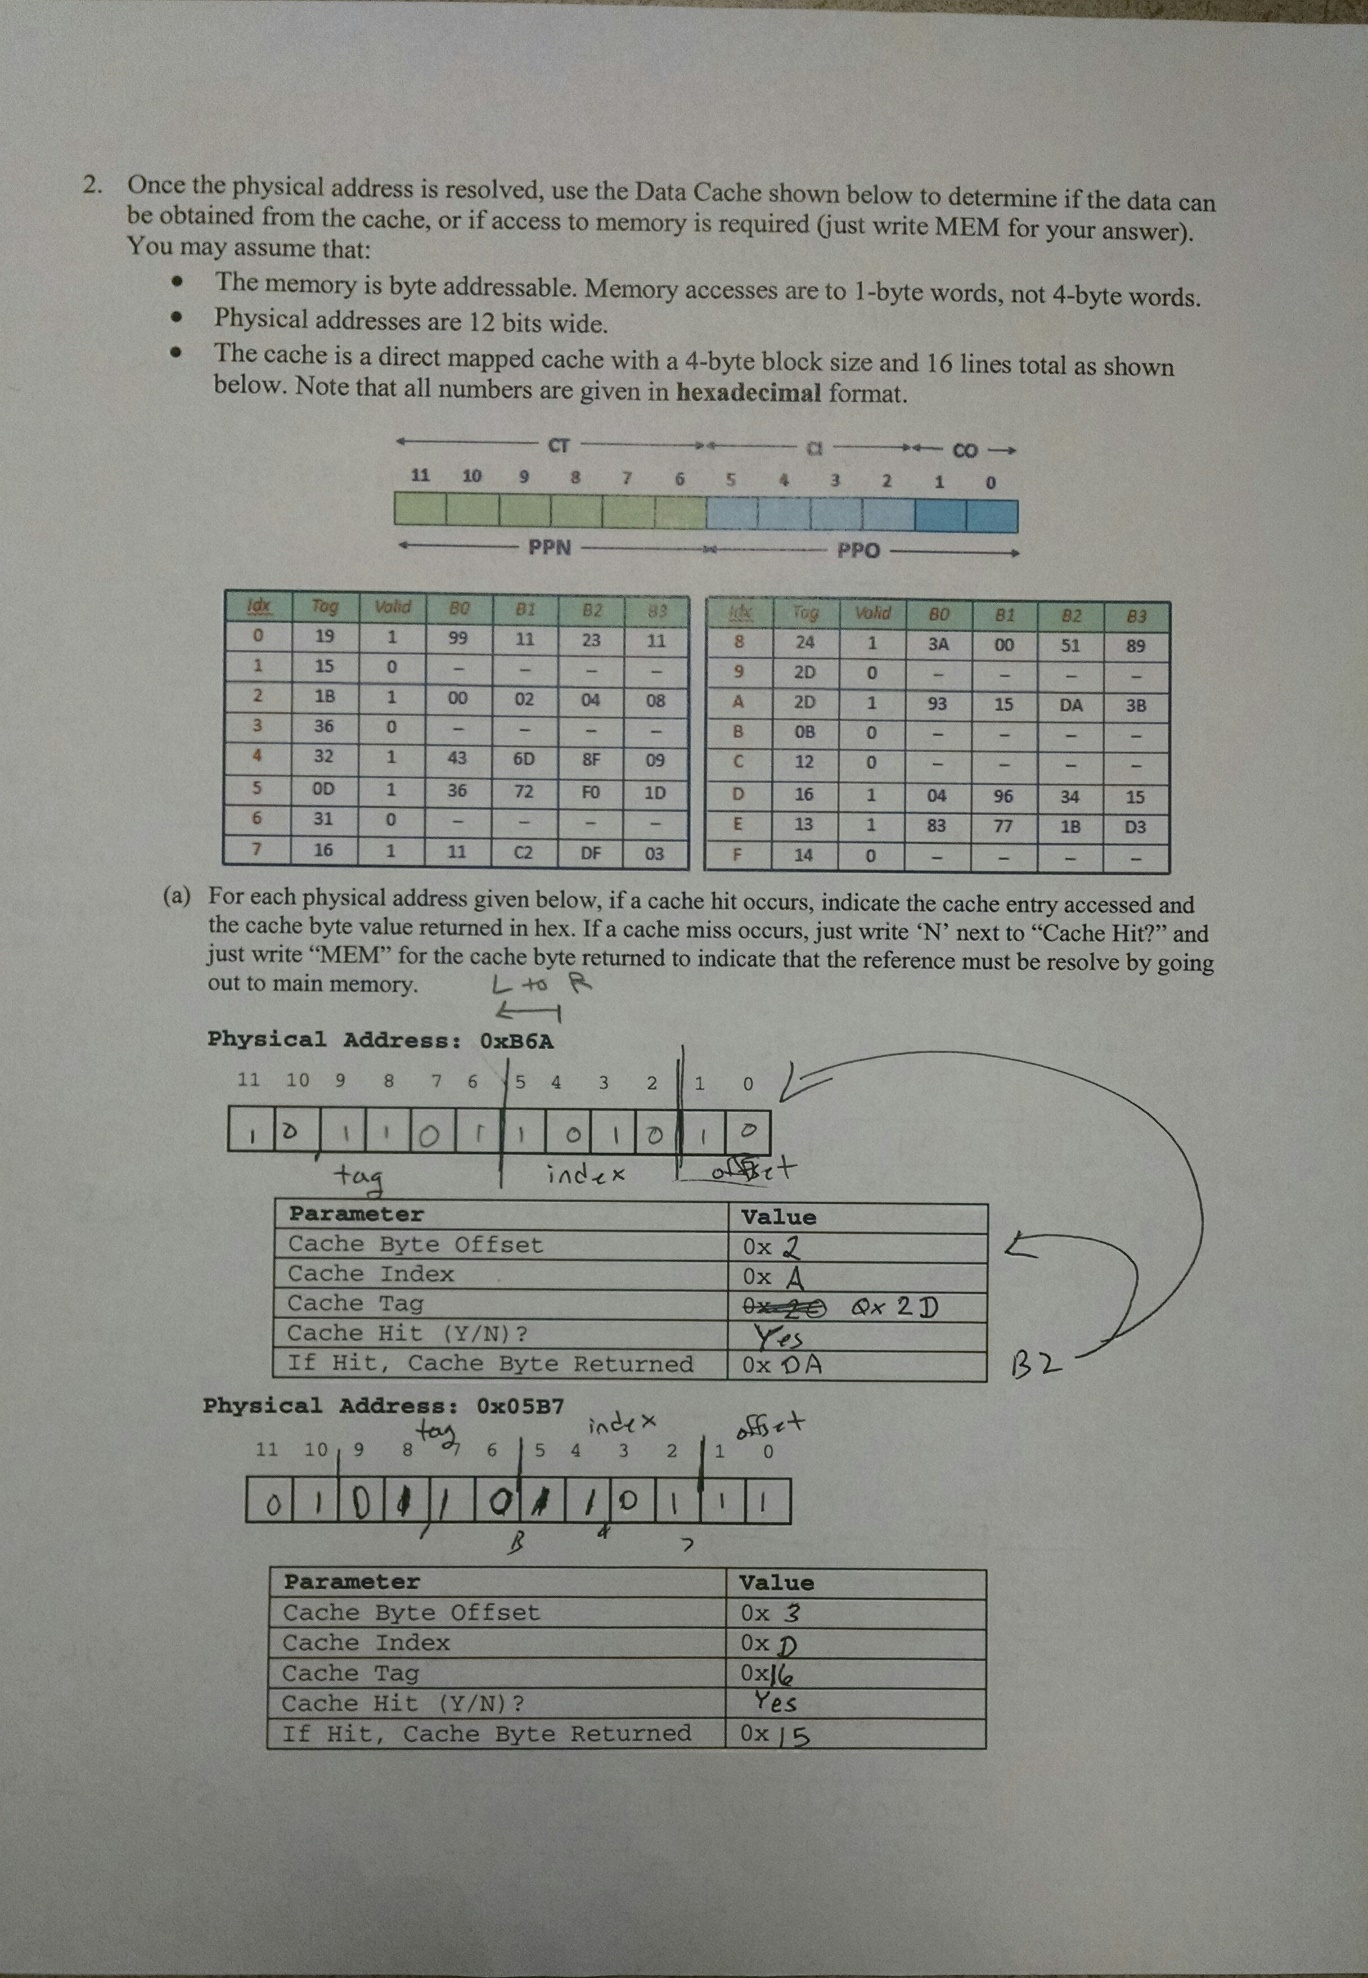 2. Once the physical address is resolved, use the Data Cache shown below to determine if the data can
be obtained from the cache, or if access to memory is required (just write MEM for your answer).
You may assume that:
• The memory is byte addressable. Memory accesses are to 1-byte words, not 4-byte words.
• Physical addresses are 12 bits wide.
• The cache is a direct mapped cache with a 4-byte block size and 16 lines total as shown
below. Note that all numbers are given in hexadecimal format.
CT CI CO
11 10 9 8 7 6 5 4 3 2 1 0
PPN PPO
Idx Tag Valid B0 B1 B2 B3
0 19 1 99 11 23 11
1 15 0 – – – –
2 1B 1 00 02 04 08
3 36 0 – – – –
4 32 1 43 6D 8F 09
5 0D 1 36 72 F0 1D
6 31 0 – – – –
7 16 1 11 C2 DF 03
Idx Tag Valid B0 B1 B2 B3
8 24 1 3A 00 51 89
9 2D 0 – – – –
A 2D 1 93 15 DA 3B
B 0B 0 – – – –
C 12 0 – – – –
D 16 1 04 96 34 15
E 13 1 83 77 1B D3
F 14 0 – – – –
(a) For each physical address given below, if a cache hit occurs, indicate the cache entry accessed and
the cache byte value returned in hex. If a cache miss occurs, just write ‘N’ next to “Cache Hit?” and
just write “MEM” for the cache byte returned to indicate that the reference must be resolve by going
out to main memory.
L to R
Physical Address: 0xB6A
11 10 9 8 7 6 5 4 3 2 1 0
1 0 1 1 0 1 1 0 1 0 1 0
tag index offset
Parameter Value
Cache Byte Offset 0x 2
Cache Index 0x A
Cache Tag 0x 2D
Cache Hit (Y/N)? Yes
If Hit, Cache Byte Returned 0x DA
B2
Physical Address: 0x05B7
tag index offset
11 10 9 8 7 6 5 4 3 2 1 0
0 1 0 1 1 0 1 1 0 1 1 1
B 7
Parameter Value
Cache Byte Offset 0x 3
Cache Index 0x D
Cache Tag 0x16
Cache Hit (Y/N)? Yes
If Hit, Cache Byte Returned 0x 15